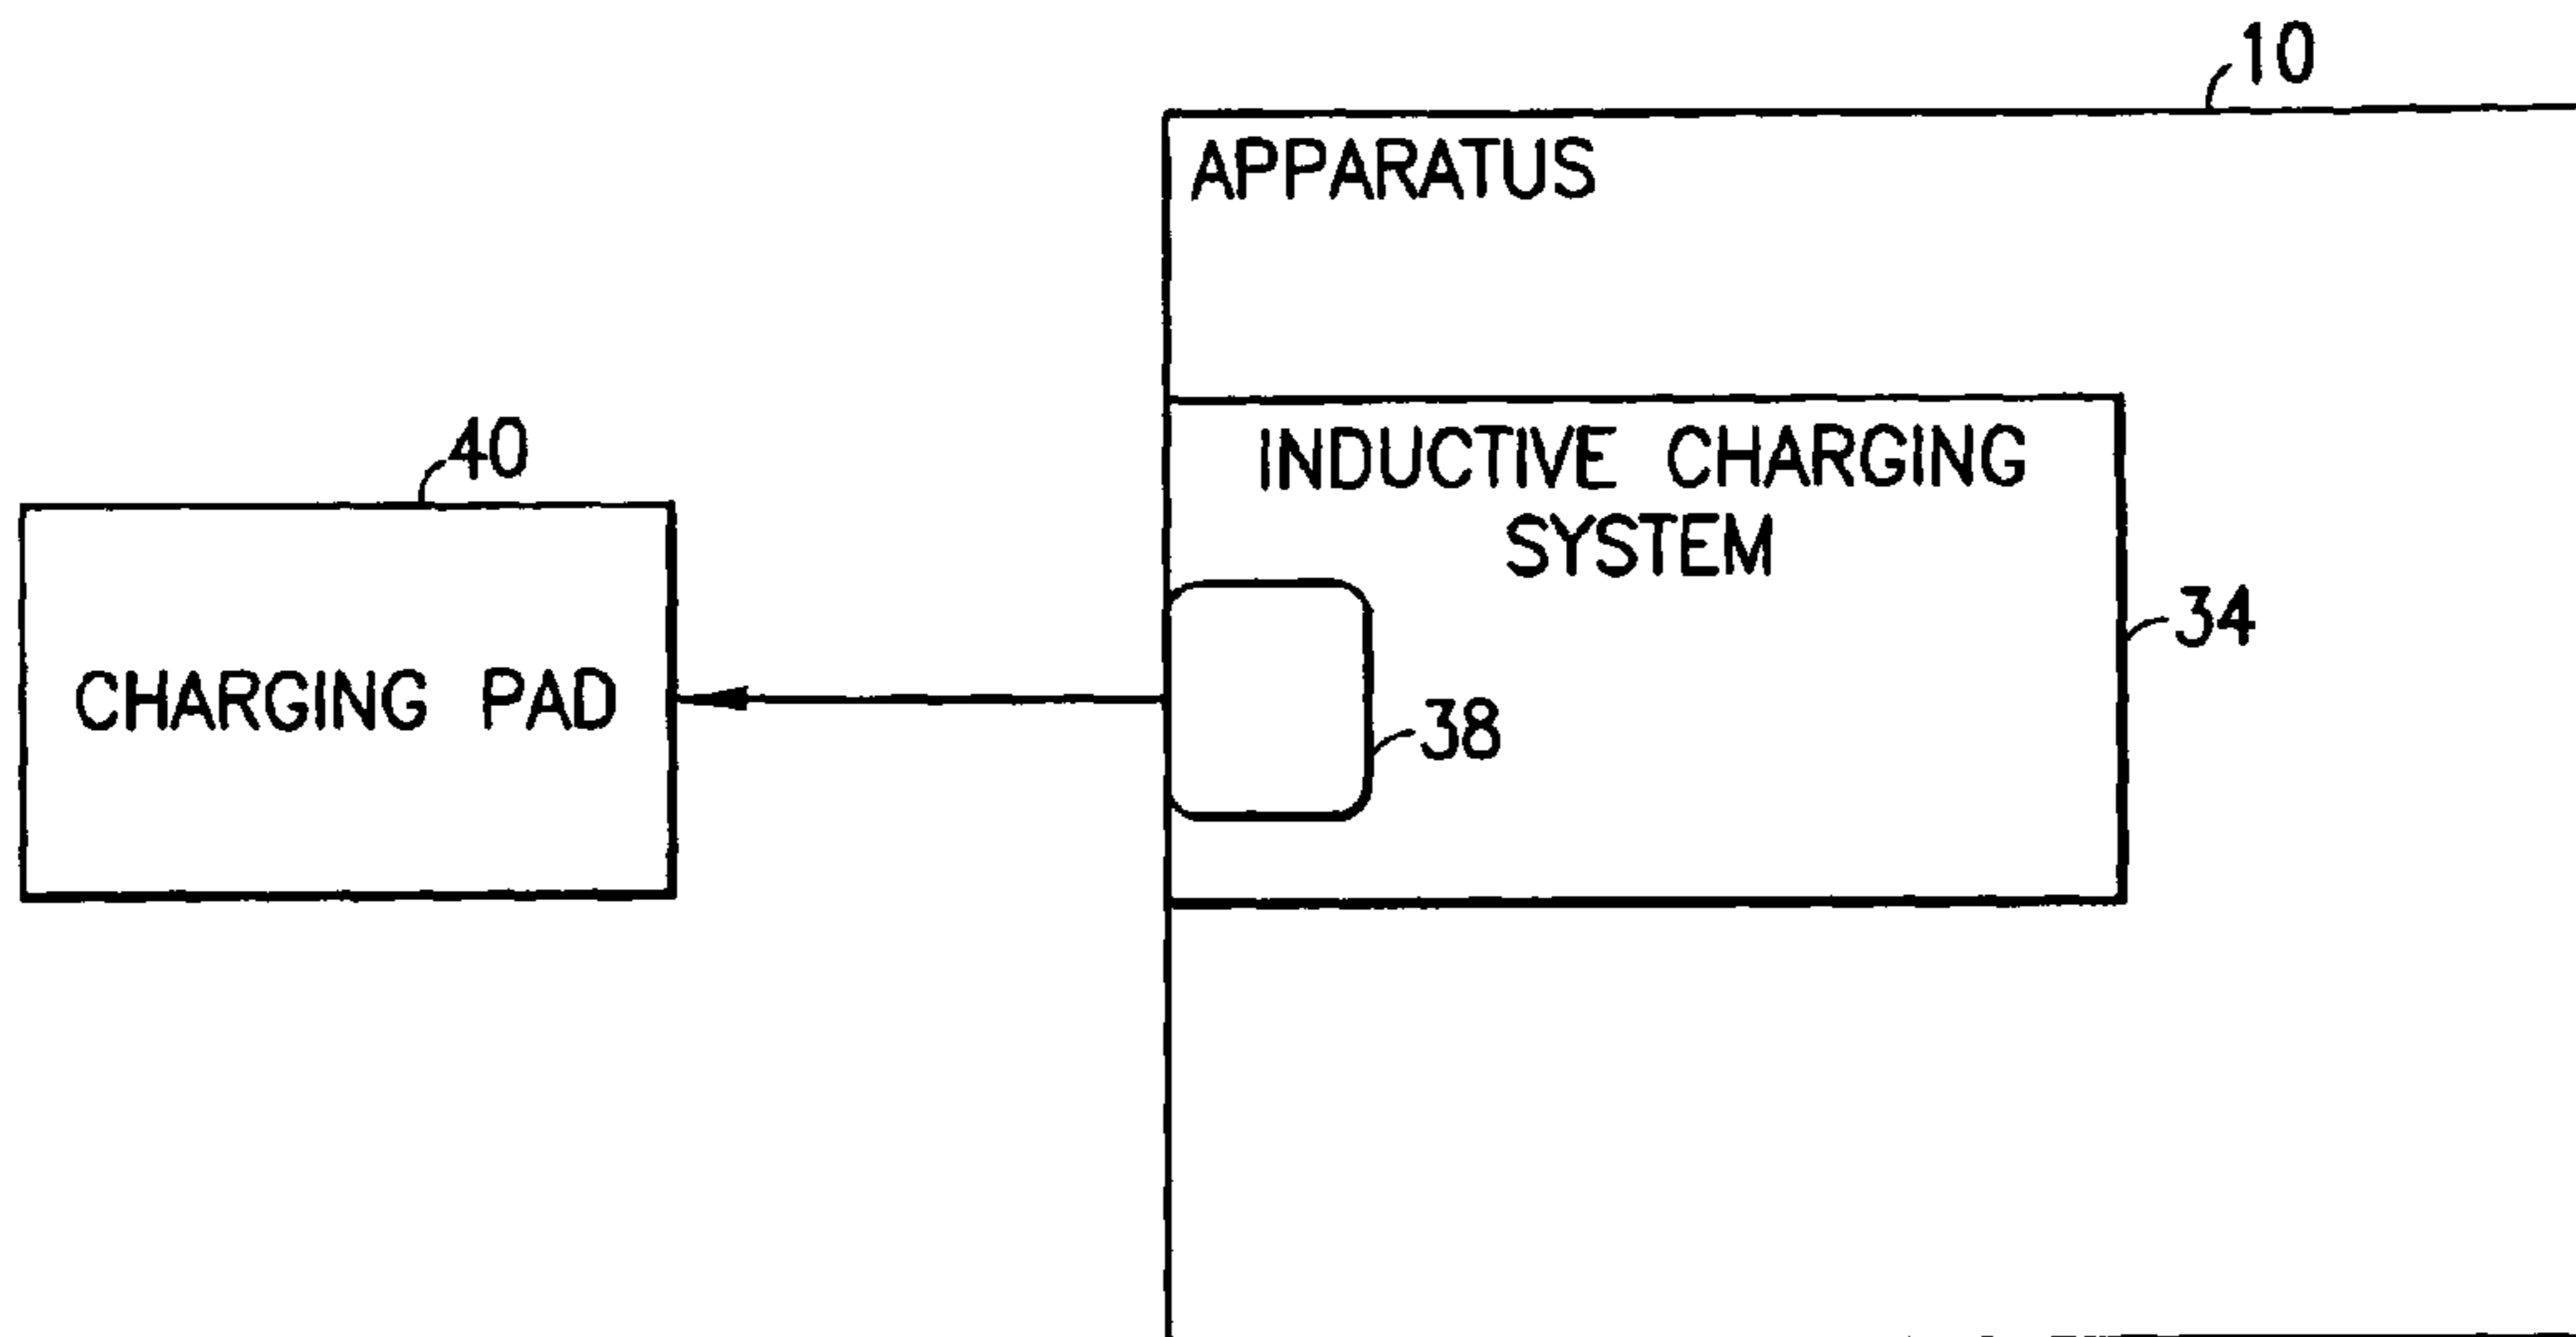 10
APPARATUS
40
INDUCTIVE CHARGING
SYSTEM
34
CHARGING PAD
38